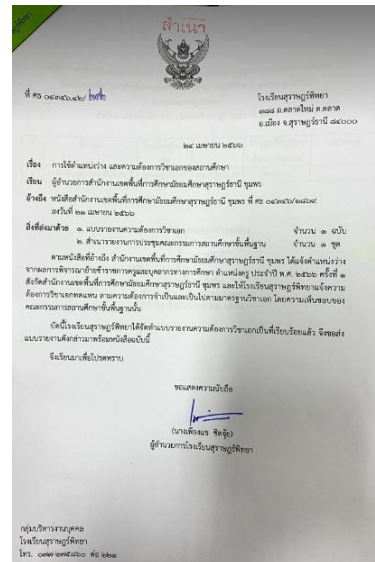 สำเนา
ที่ ศธ ๐๔๓๔๖.๔๒/
โรงเรียนสุราษฎร์พิทยา
๓๘๘ ถ.ตลาดใหม่ ต.ตลาด
อ.เมือง จ.สุราษฎร์ธานี ๘๔๐๐๐
๒๔ เมษายน ๒๕๖๖
เรื่อง การใช้ตำแหน่งว่าง และความต้องการวิชาเอกของสถานศึกษา
เรียน ผู้อำนวยการสำนักงานเขตพื้นที่การศึกษามัธยมศึกษาสุราษฎร์ธานี ชุมพร
อ้างถึง หนังสือสำนักงานเขตพื้นที่การศึกษามัธยมศึกษาสุราษฎร์ธานี ชุมพร ที่ ศธ ๐๔๓๔๖/๑๘๖๙
ลงวันที่ ๒๑ เมษายน ๒๕๖๖
สิ่งที่ส่งมาด้วย ๑. แบบรายงานความต้องการวิชาเอก จำนวน ๑ ฉบับ
๒. สำเนารายงานการประชุมคณะกรรมการสถานศึกษาขั้นพื้นฐาน จำนวน ๑ ชุด
ตามหนังสือที่อ้างถึง สำนักงานเขตพื้นที่การศึกษามัธยมศึกษาสุราษฎร์ธานี ชุมพร ได้แจ้งตำแหน่งว่าง
จากผลการพิจารณาย้ายข้าราชการครูและบุคลากรทางการศึกษา ตำแหน่งครู ประจำปี พ.ศ. ๒๕๖๖ ครั้งที่ ๑
สังกัดสำนักงานเขตพื้นที่การศึกษามัธยมศึกษาสุราษฎร์ธานี ชุมพร และให้โรงเรียนสุราษฎร์พิทยาแจ้งความ
ต้องการวิชาเอกทดแทน ตามความต้องการจำเป็นและเป็นไปตามมาตรฐานวิชาเอก โดยความเห็นชอบของ
คณะกรรมการสถานศึกษาขั้นพื้นฐานนั้น
บัดนี้โรงเรียนสุราษฎร์พิทยาได้จัดทำแบบรายงานความต้องการวิชาเอกเป็นที่เรียบร้อยแล้ว จึงขอส่ง
แบบรายงานดังกล่าวมาพร้อมหนังสือฉบับนี้
จึงเรียนมาเพื่อโปรดทราบ
ขอแสดงความนับถือ
(นางเฟื่องแข ชิตจุ้ย)
ผู้อำนวยการโรงเรียนสุราษฎร์พิทยา
กลุ่มบริหารงานบุคคล
โรงเรียนสุราษฎร์พิทยา
โทร. ๐๗๗-๒๗๕๘๖๐ ต่อ ๒๒๑